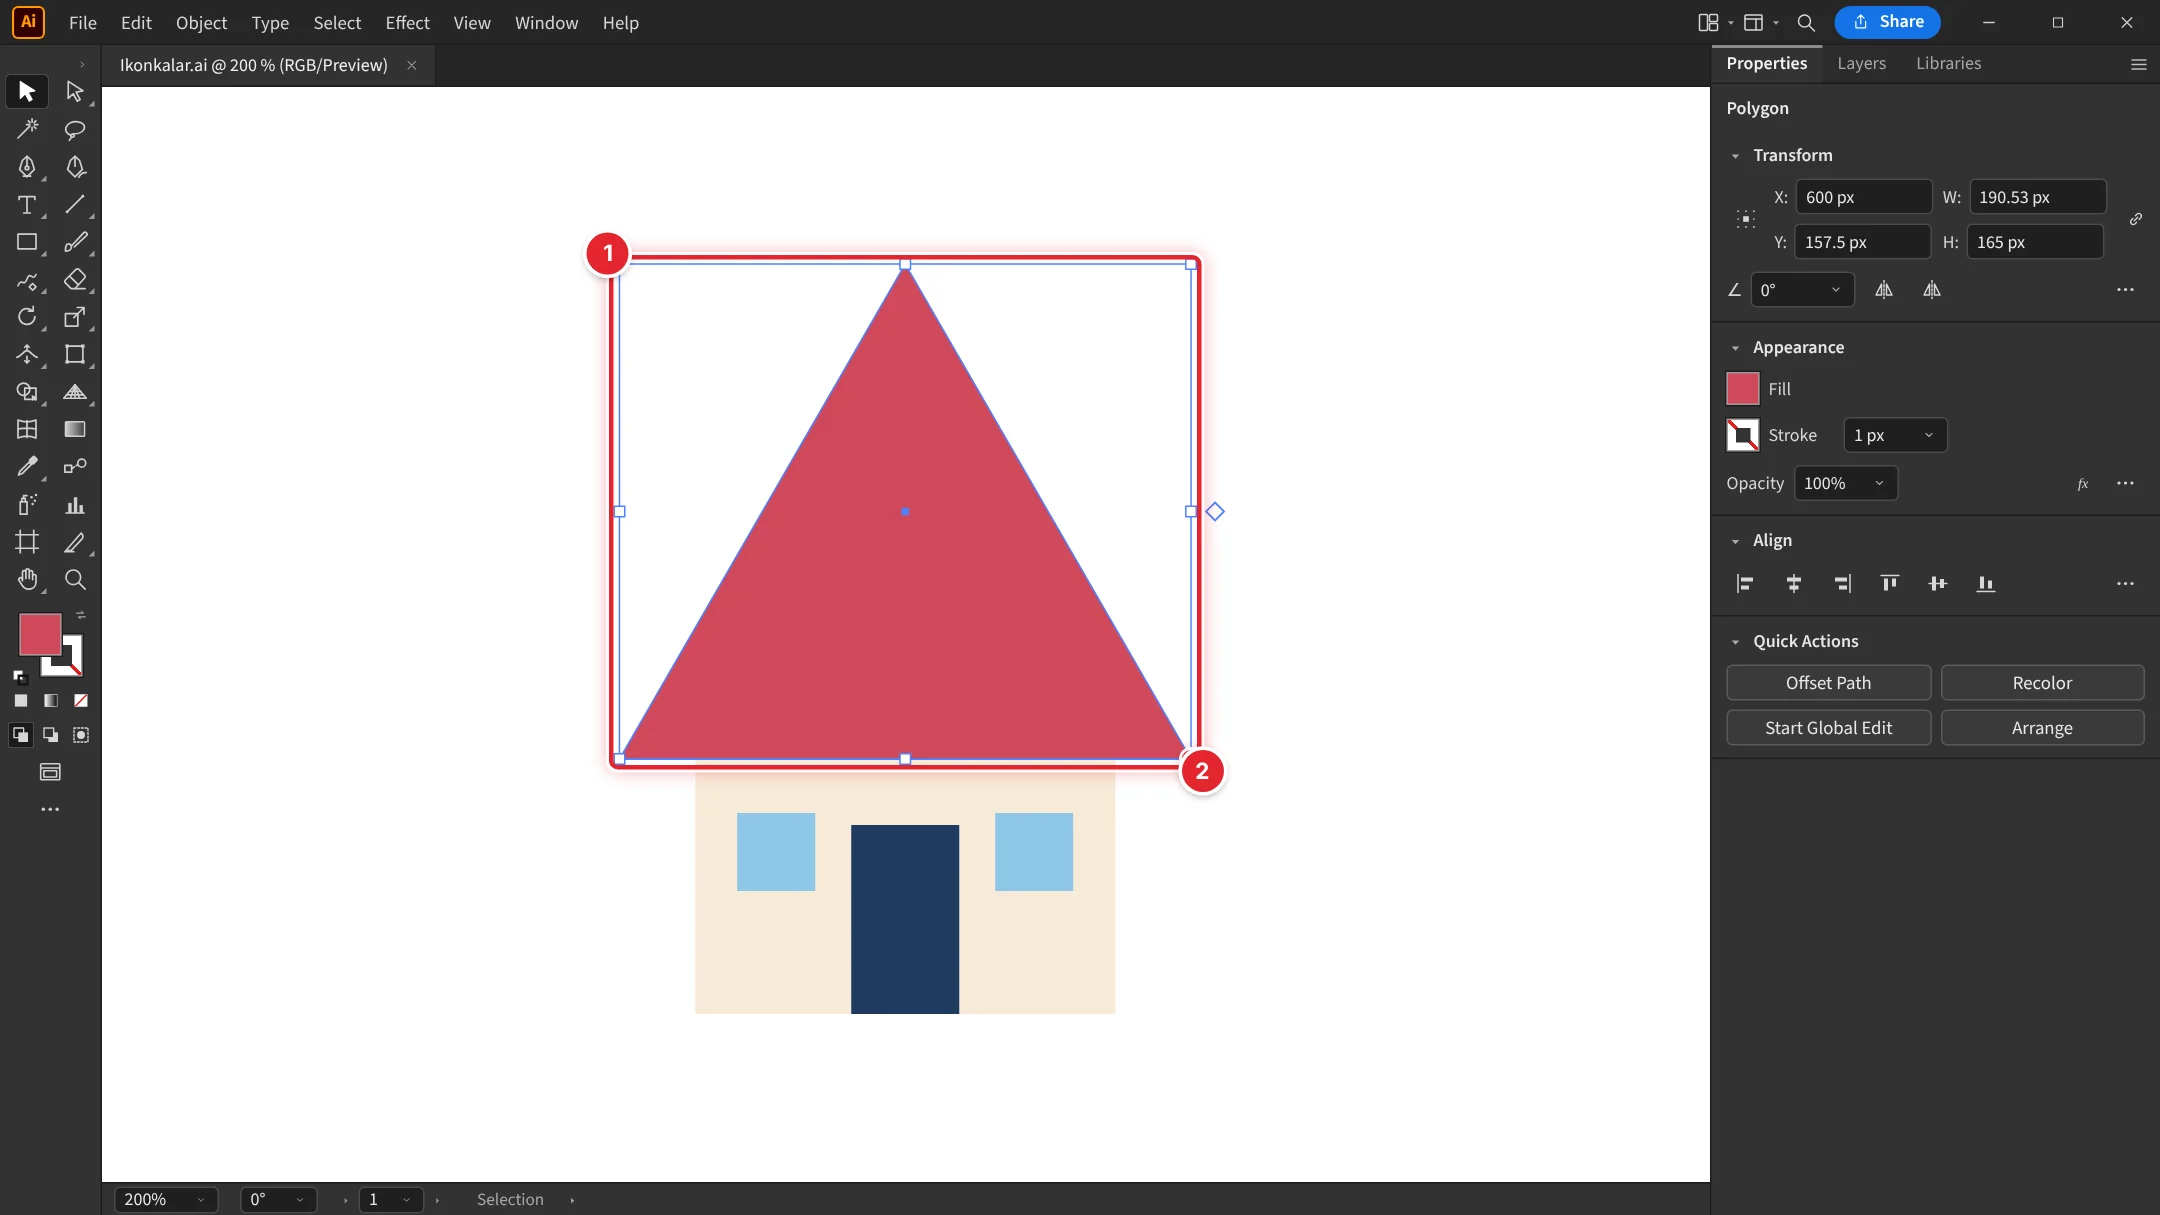 Ai File Edit Object Type Select Effect View Window Help Share
Ikonkalar.ai @ 200 % (RGB/Preview)
Properties Layers Libraries
Polygon
Transform
X: 600 px W: 190.53 px
Y: 157.5 px H: 165 px
0°
Appearance
Fill
Stroke 1 px
Opacity 100% fx
Align
Quick Actions
Offset Path Recolor
Start Global Edit Arrange
1
2
200% 0° 1 Selection